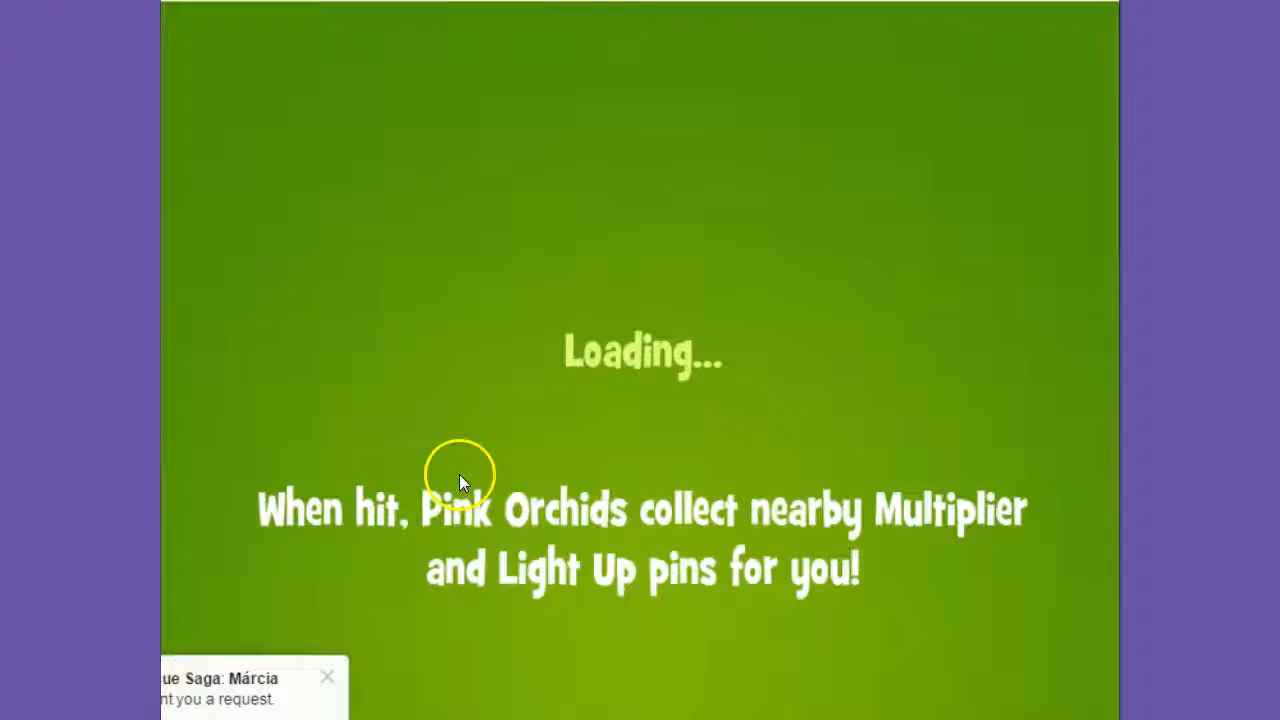 Loading...
When hit, Pink Orchids collect nearby Multiplier
and Light Up pins for you!
ue Saga: Márcia
nt you a request.